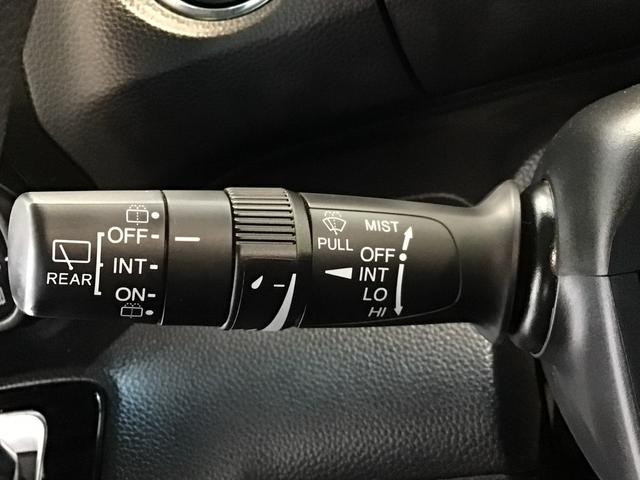 REAR
OFF
INT
ON
PULL
MIST
OFF
INT
LO
HI